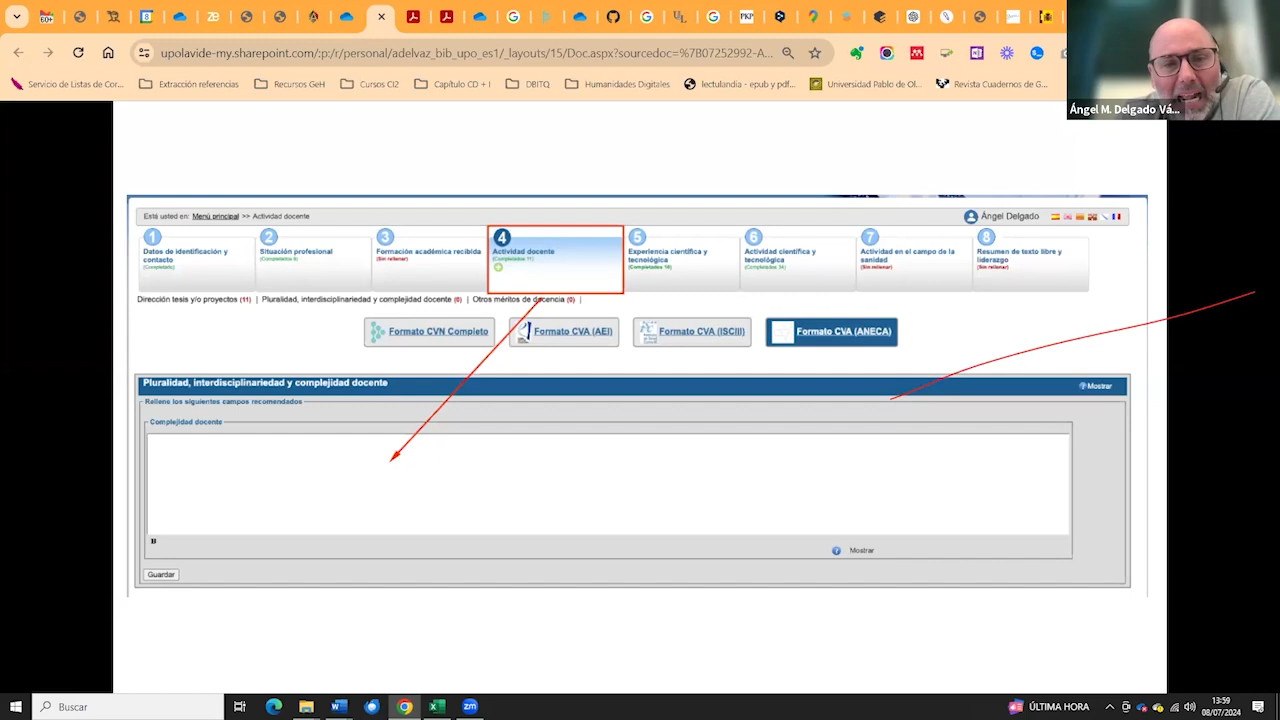 60+
upolavide-my.sharepoint.com/:p:/r/personal/adelvaz_bib_upo_es1/_layouts/15/Doc.aspx?sourcedoc=%7B07252992-A...
Servicio de Listas de Cor...
Extracción referencias
Recursos GeH
Cursos CI2
Capítulo CD + I
DBITQ
Humanidades Digitales
lectulandia - epub y pdf...
Universidad Pablo de Ol...
Revista Cuadernos de G...
Ángel M. Delgado Vá...
Está usted en: Menú principal >> Actividad docente
Ángel Delgado
1
Datos de identificación y
contacto
(Completado)
2
Situación profesional
3
Formación académica recibida
(Sin rellenar)
4
Actividad docente
(Completados 11)
5
Experiencia científica y
tecnológica
6
Actividad científica y
tecnológica
7
Actividad en el campo de la
sanidad
(Sin rellenar)
8
Resumen de texto libre y
liderazgo
(Sin rellenar)
Dirección tesis y/o proyectos (11) | Pluralidad, interdisciplinariedad y complejidad docente (0) | Otros méritos de docencia (0) |
Formato CVN Completo
Formato CVA (AEI)
Formato CVA (ISCIII)
Formato CVA (ANECA)
Pluralidad, interdisciplinariedad y complejidad docente
Mostrar
Rellene los siguientes campos recomendados
Complejidad docente
B
Mostrar
Guardar
Buscar
ÚLTIMA HORA
13:59
08/07/2024